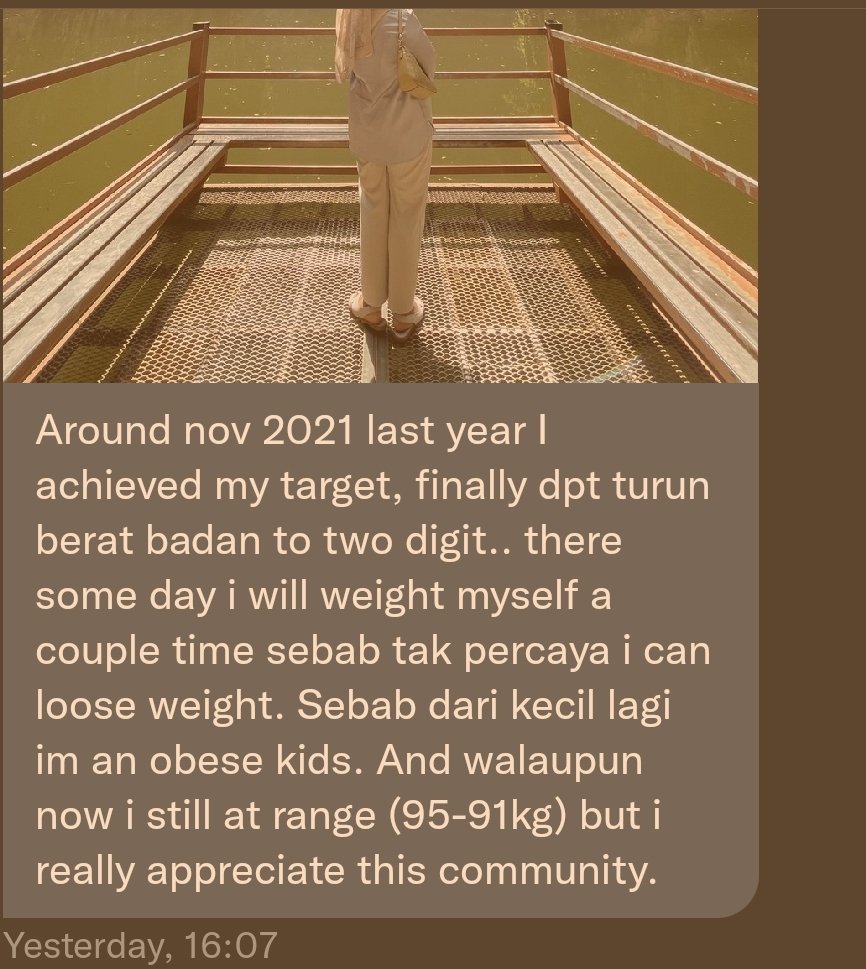 Around nov 2021 last year I
achieved my target, finally dpt turun
berat badan to two digit.. there
some day i will weight myself a
couple time sebab tak percaya i can
loose weight. Sebab dari kecil lagi
im an obese kids. And walaupun
now i still at range (95-91kg) but i
really appreciate this community.
Yesterday, 16:07